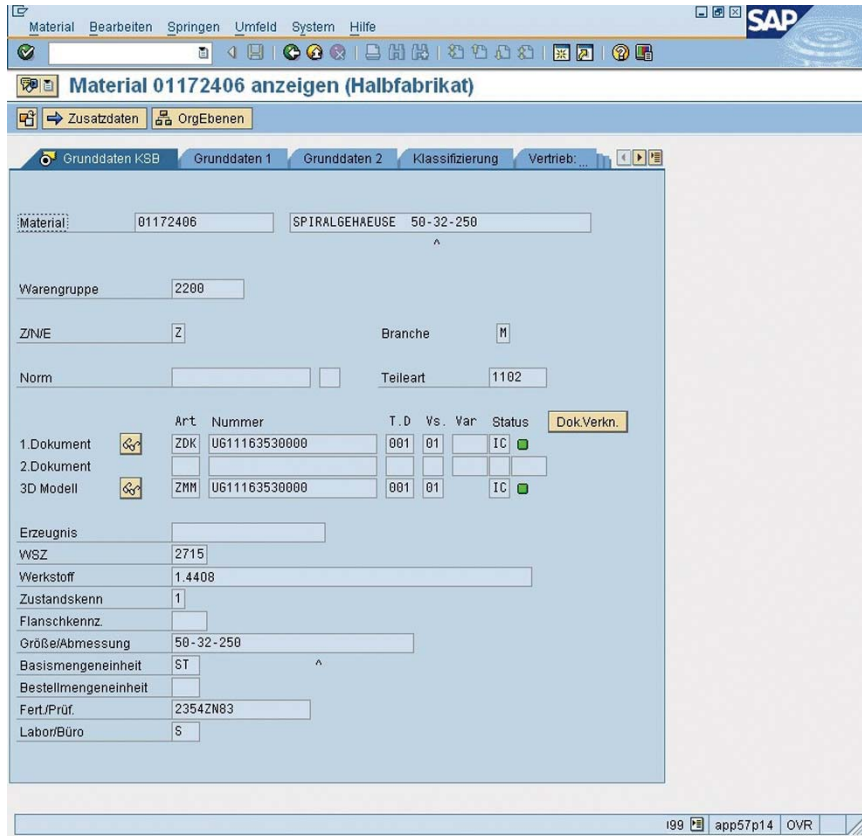 Material Bearbeiten Springen Umfeld System Hilfe
SAP
Material 01172406 anzeigen (Halbfabrikat)
Zusatzdaten OrgEbenen
Grunddaten KSB Grunddaten 1 Grunddaten 2 Klassifizierung Vertrieb: ...
Material 01172406 SPIRALGEHAEUSE 50-32-250
^
Warengruppe 2200
Z/N/E Z Branche M
Norm Teileart 1102
Art Nummer T.D Vs. Var Status Dok.Verkn.
1.Dokument ZDK UG11163530000 001 01 IC
2.Dokument
3D Modell ZMM UG11163530000 001 01 IC
Erzeugnis
WSZ 2715
Werkstoff 1.4408
Zustandskenn 1
Flanschkennz.
Größe/Abmessung 50-32-250
Basismengeneinheit ST ^
Bestellmengeneinheit
Fert./Prüf. 2354ZN83
Labor/Büro S
199 app57p14 OVR